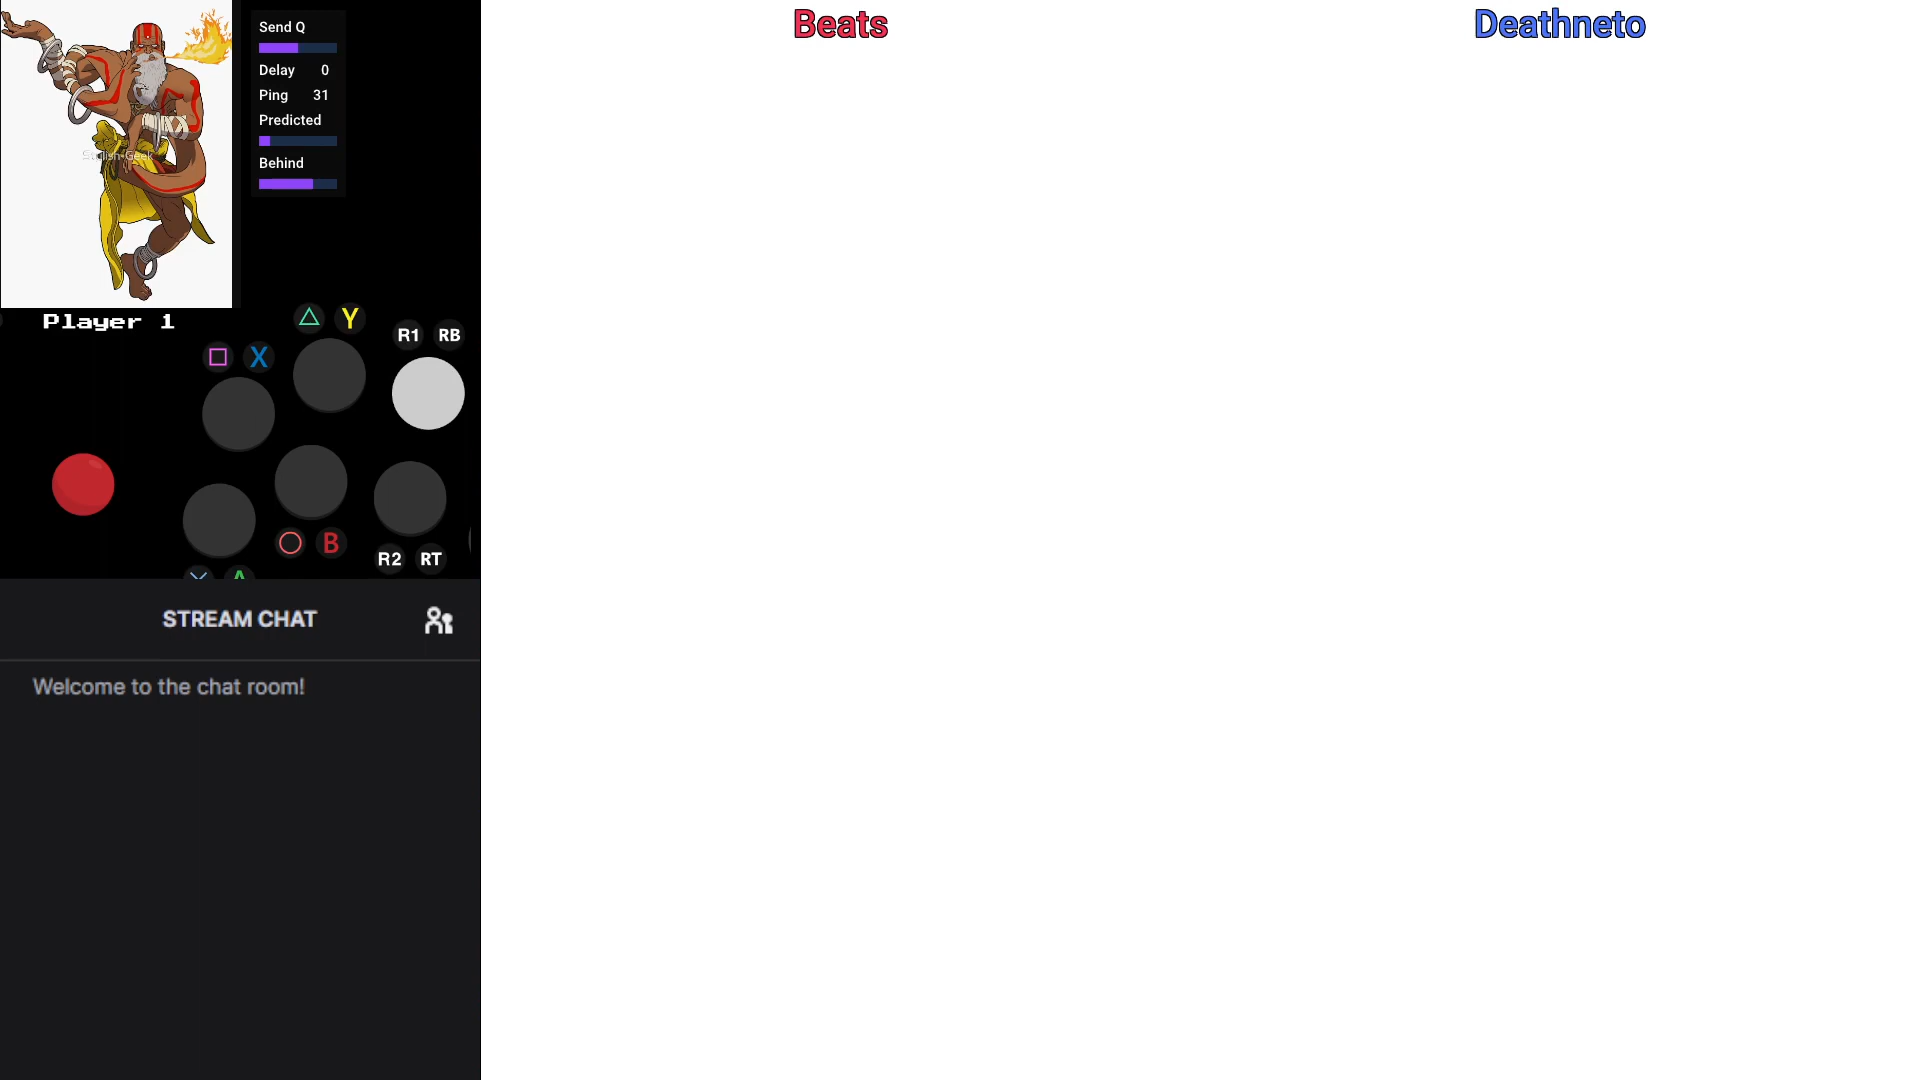 Beats
Deathneto
Send Q
Delay 0
Ping 31
Predicted
Behind
Player 1
Y
R1 RB
X
B
R2 RT
A
STREAM CHAT
Welcome to the chat room!